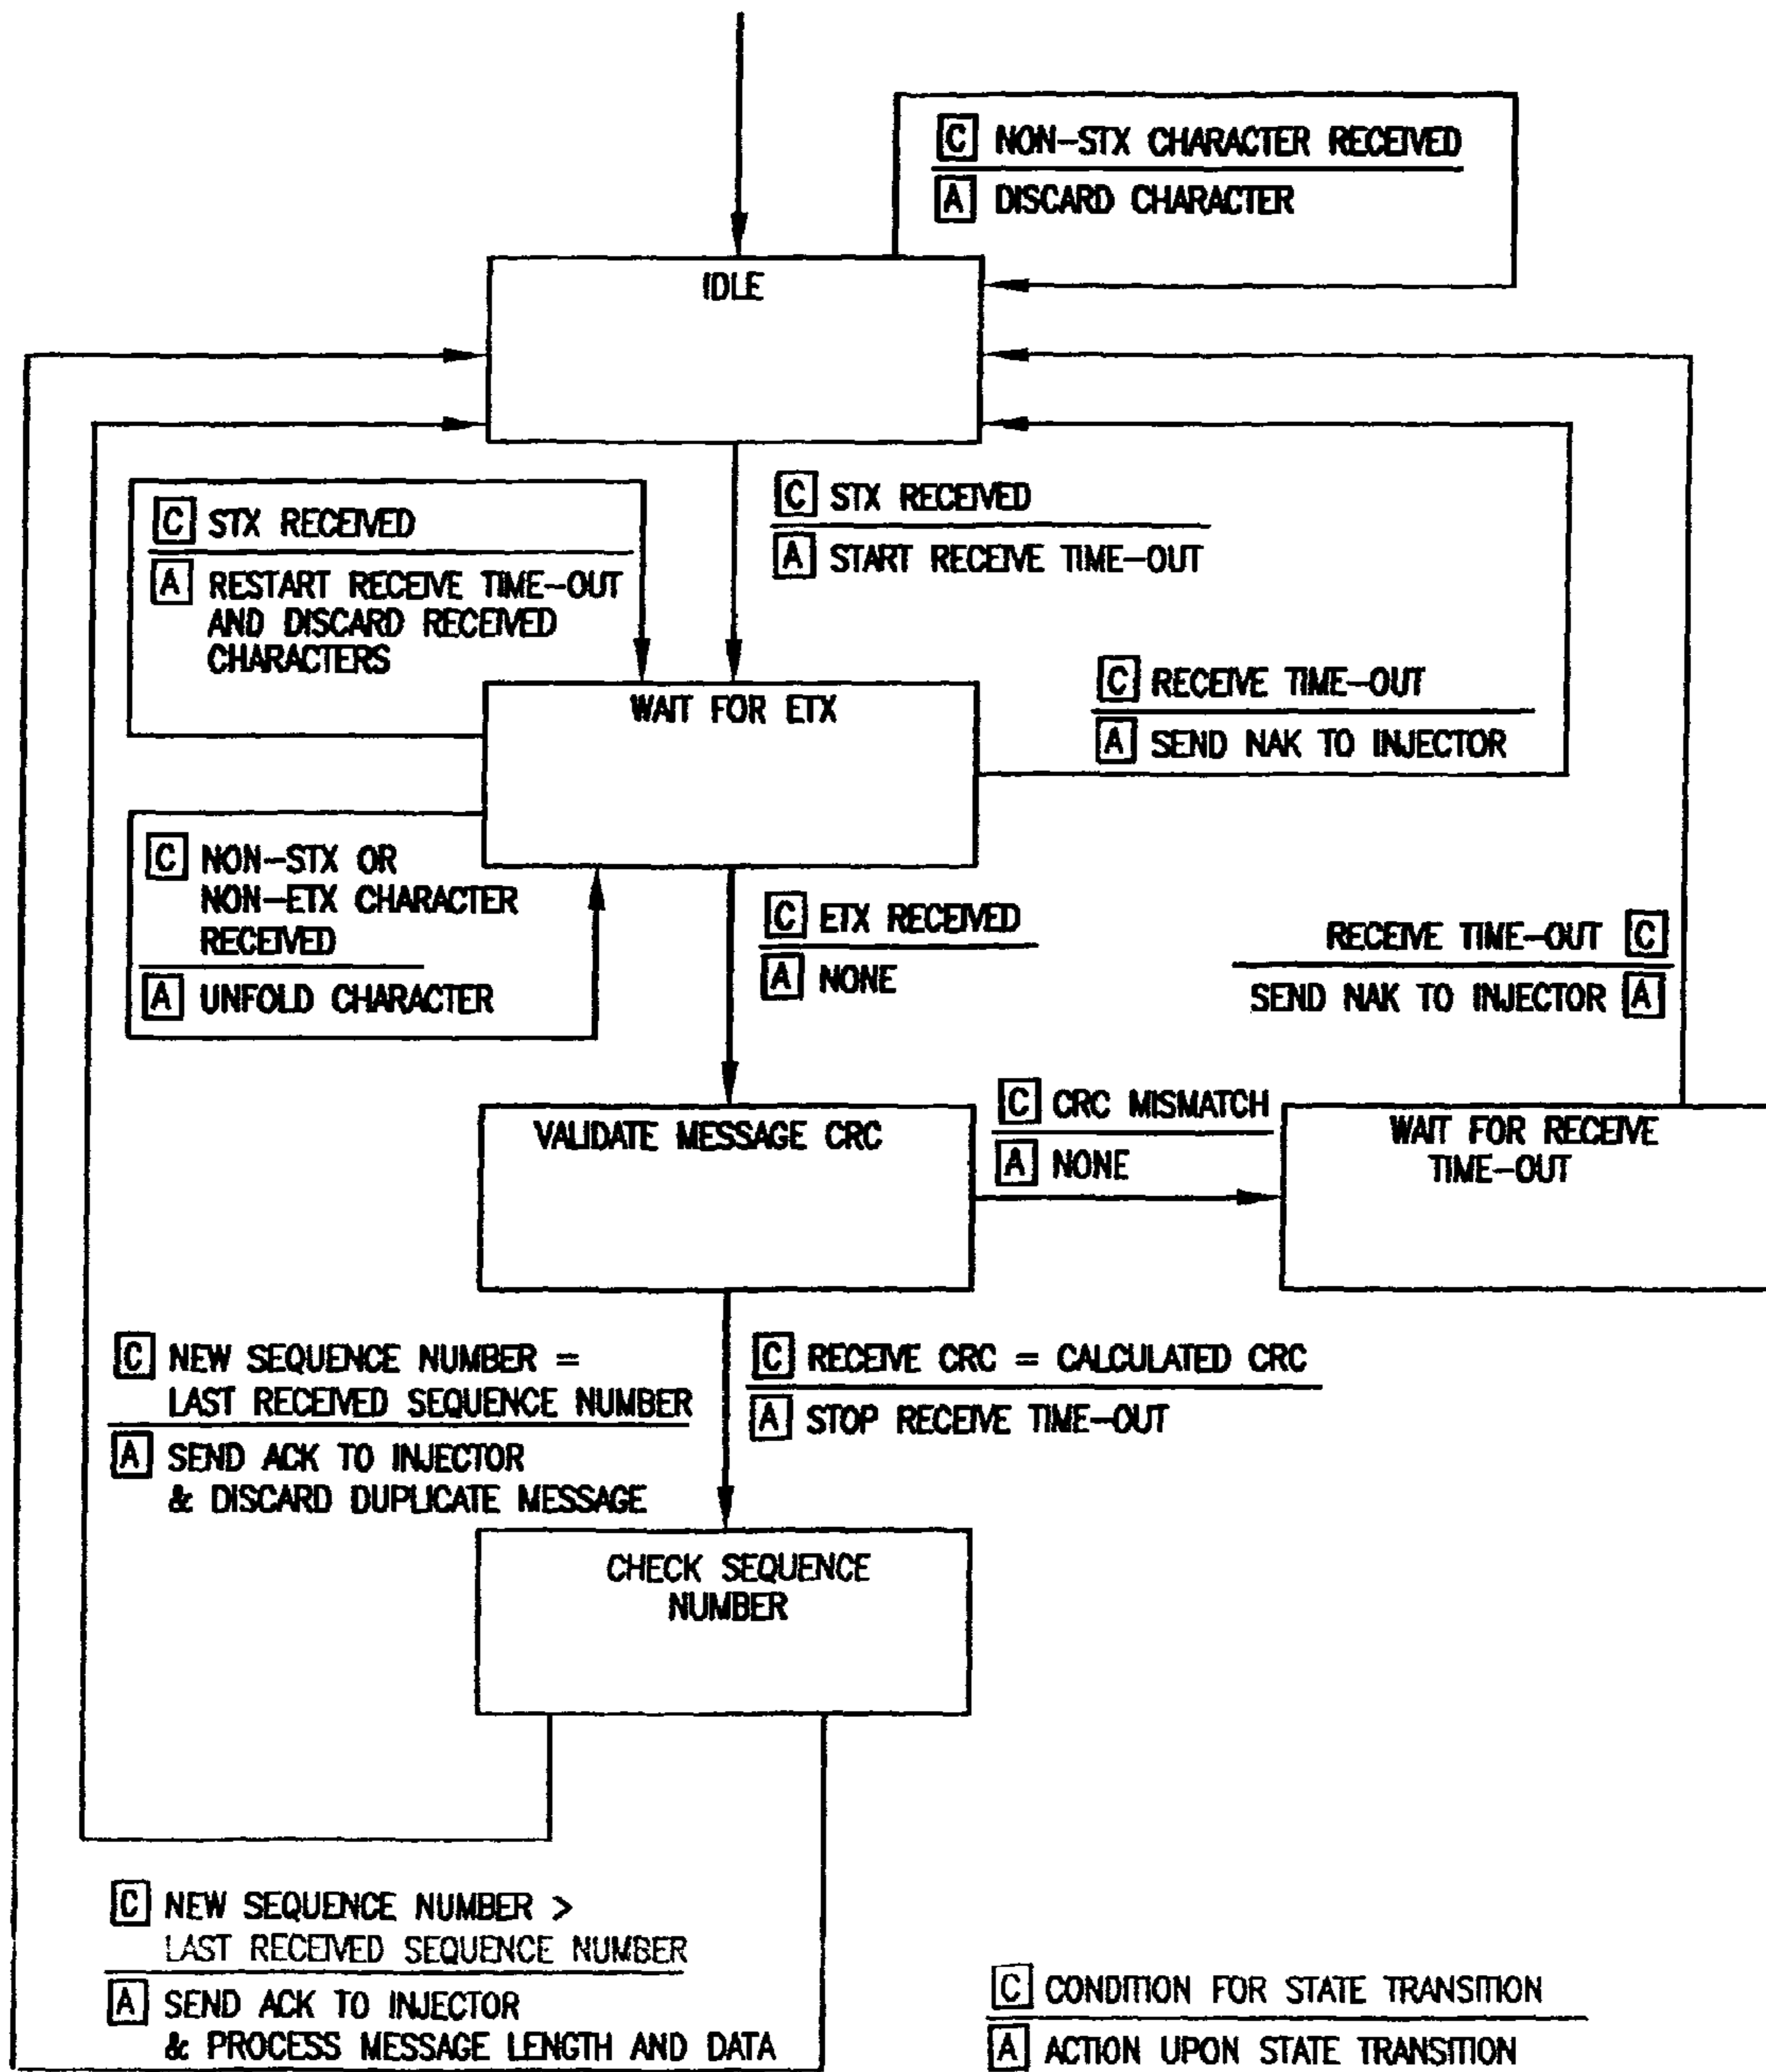 C NON-STX CHARACTER RECEIVED
A DISCARD CHARACTER
IDLE
C STX RECEIVED
A RESTART RECEIVE TIME-OUT
AND DISCARD RECEIVED
CHARACTERS
C STX RECEIVED
A START RECEIVE TIME-OUT
WAIT FOR ETX
C RECEIVE TIME-OUT
A SEND NAK TO INJECTOR
C NON-STX OR
NON-ETX CHARACTER
RECEIVED
A UNFOLD CHARACTER
C ETX RECEIVED
A NONE
RECEIVE TIME-OUT C
SEND NAK TO INJECTOR A
VALIDATE MESSAGE CRC
C CRC MISMATCH
A NONE
WAIT FOR RECEIVE
TIME-OUT
C NEW SEQUENCE NUMBER =
LAST RECEIVED SEQUENCE NUMBER
A SEND ACK TO INJECTOR
& DISCARD DUPLICATE MESSAGE
C RECEIVE CRC = CALCULATED CRC
A STOP RECEIVE TIME-OUT
CHECK SEQUENCE
NUMBER
C NEW SEQUENCE NUMBER >
LAST RECEIVED SEQUENCE NUMBER
A SEND ACK TO INJECTOR
& PROCESS MESSAGE LENGTH AND DATA
C CONDITION FOR STATE TRANSITION
A ACTION UPON STATE TRANSITION